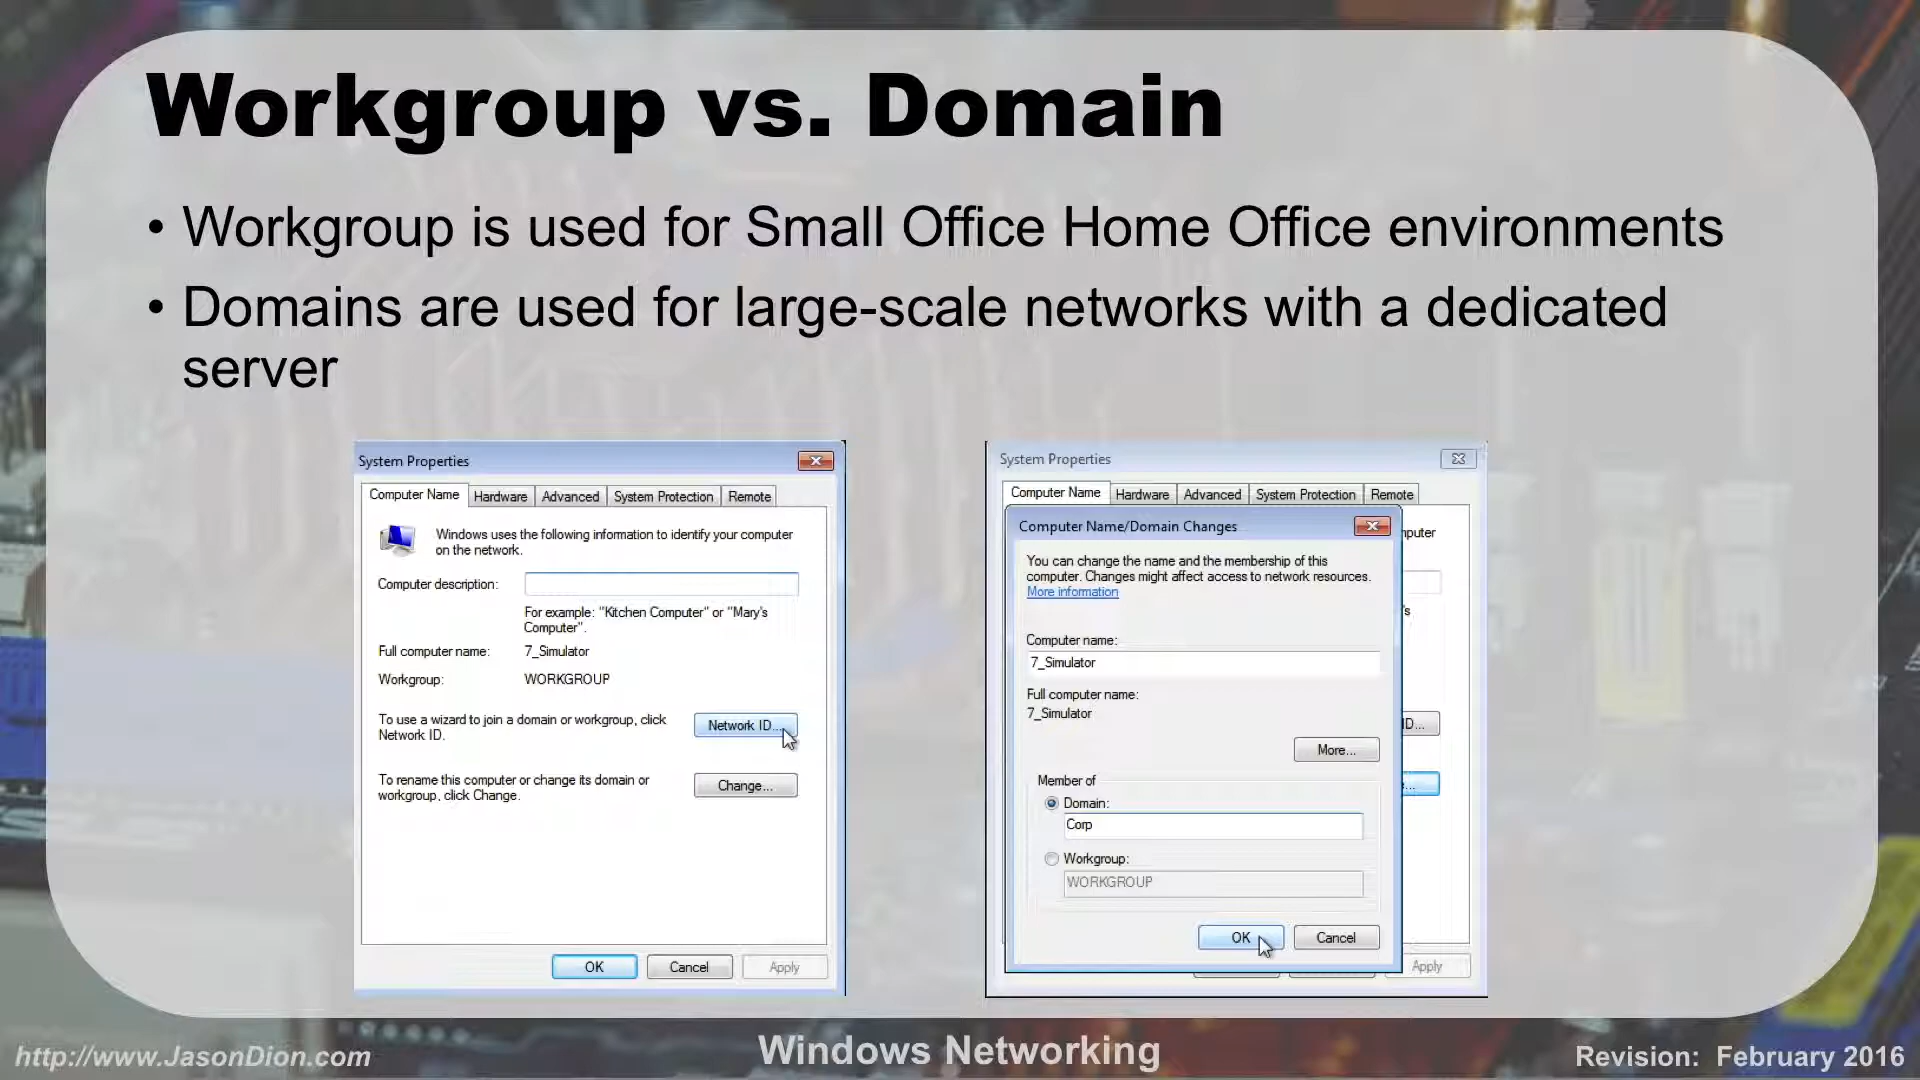 Workgroup vs. Domain
• Workgroup is used for Small Office Home Office environments
• Domains are used for large-scale networks with a dedicated
server
System Properties
Computer Name Hardware Advanced System Protection Remote
Windows uses the following information to identify your computer
on the network.
Computer description:
For example: "Kitchen Computer" or "Mary's
Computer".
Full computer name: 7_Simulator
Workgroup: WORKGROUP
To use a wizard to join a domain or workgroup, click
Network ID.
Network ID...
To rename this computer or change its domain or
workgroup, click Change.
Change...
OK Cancel Apply
System Properties
Computer Name Hardware Advanced System Protection Remote
Computer Name/Domain Changes
You can change the name and the membership of this
computer. Changes might affect access to network resources.
More information
Computer name:
7_Simulator
Full computer name:
7_Simulator
More...
Member of
Domain:
Corp
Workgroup:
WORKGROUP
OK Cancel
Apply
http://www.JasonDion.com
Windows Networking
Revision: February 2016